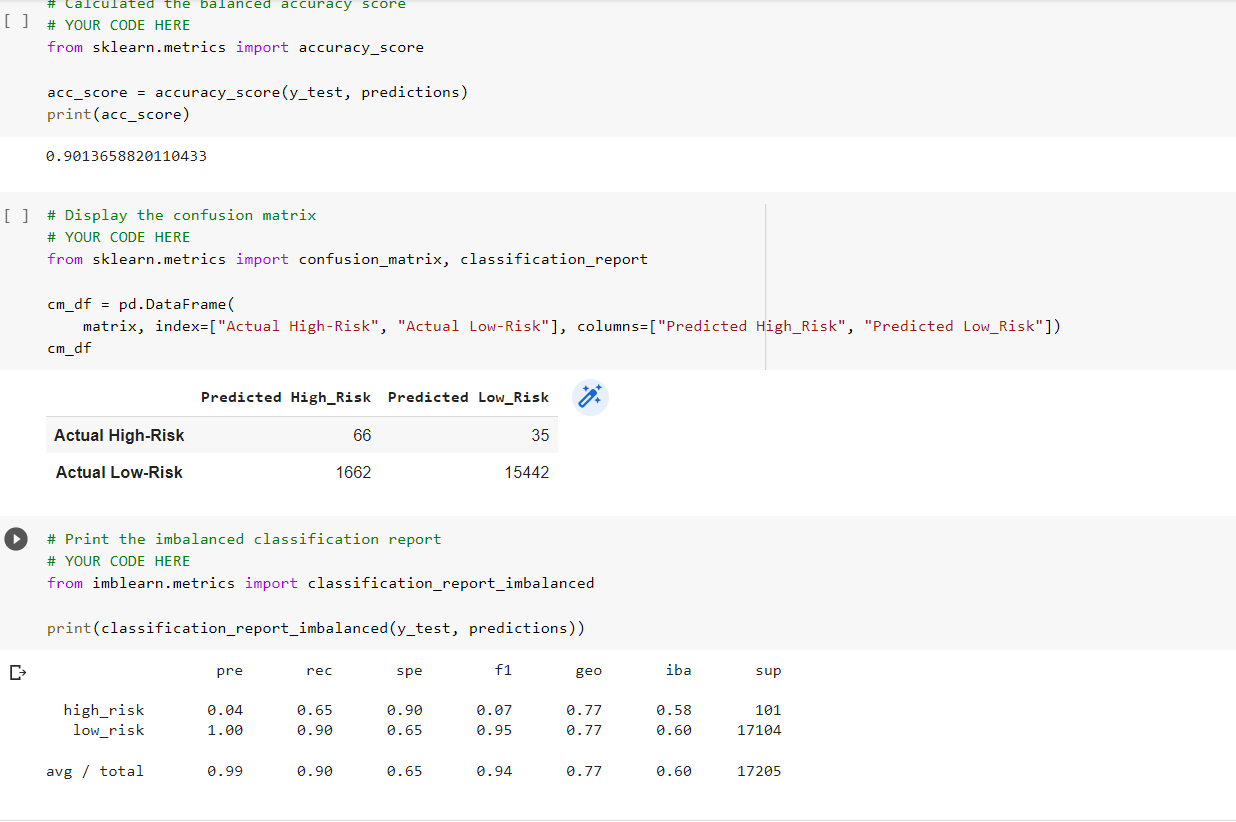 # Calculated the balanced accuracy score
[ ] # YOUR CODE HERE
from sklearn.metrics import accuracy_score
acc_score = accuracy_score(y_test, predictions)
print(acc_score)
0.9013658820110433
[ ] # Display the confusion matrix
# YOUR CODE HERE
from sklearn.metrics import confusion_matrix, classification_report
cm_df = pd.DataFrame(
matrix, index=["Actual High-Risk", "Actual Low-Risk"], columns=["Predicted High_Risk", "Predicted Low_Risk"])
cm_df
Predicted High_Risk Predicted Low_Risk
Actual High-Risk 66 35
Actual Low-Risk 1662 15442
# Print the imbalanced classification report
# YOUR CODE HERE
from imblearn.metrics import classification_report_imbalanced
print(classification_report_imbalanced(y_test, predictions))
pre rec spe f1 geo iba sup
high_risk 0.04 0.65 0.90 0.07 0.77 0.58 101
low_risk 1.00 0.90 0.65 0.95 0.77 0.60 17104
avg / total 0.99 0.90 0.65 0.94 0.77 0.60 17205